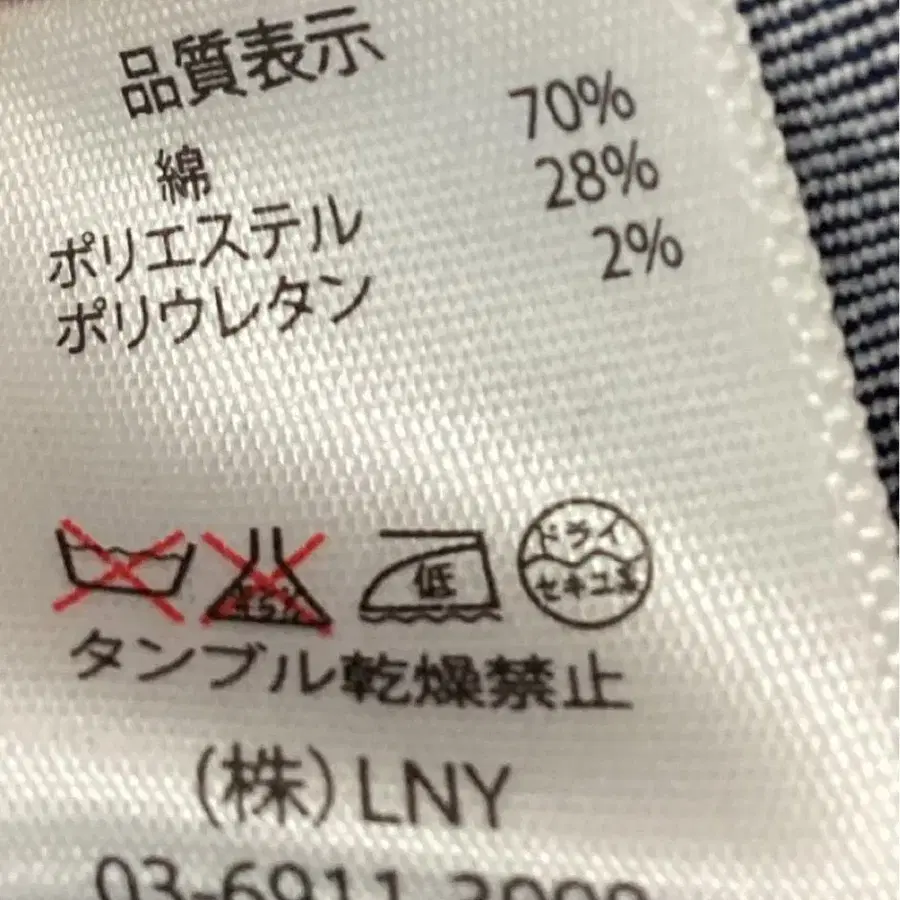 品質表示
綿 70%
ポリエステル 28%
ポリウレタン 2%
低
ドライ
セキユ系
タンブル乾燥禁止
(株) LNY
03-6911-